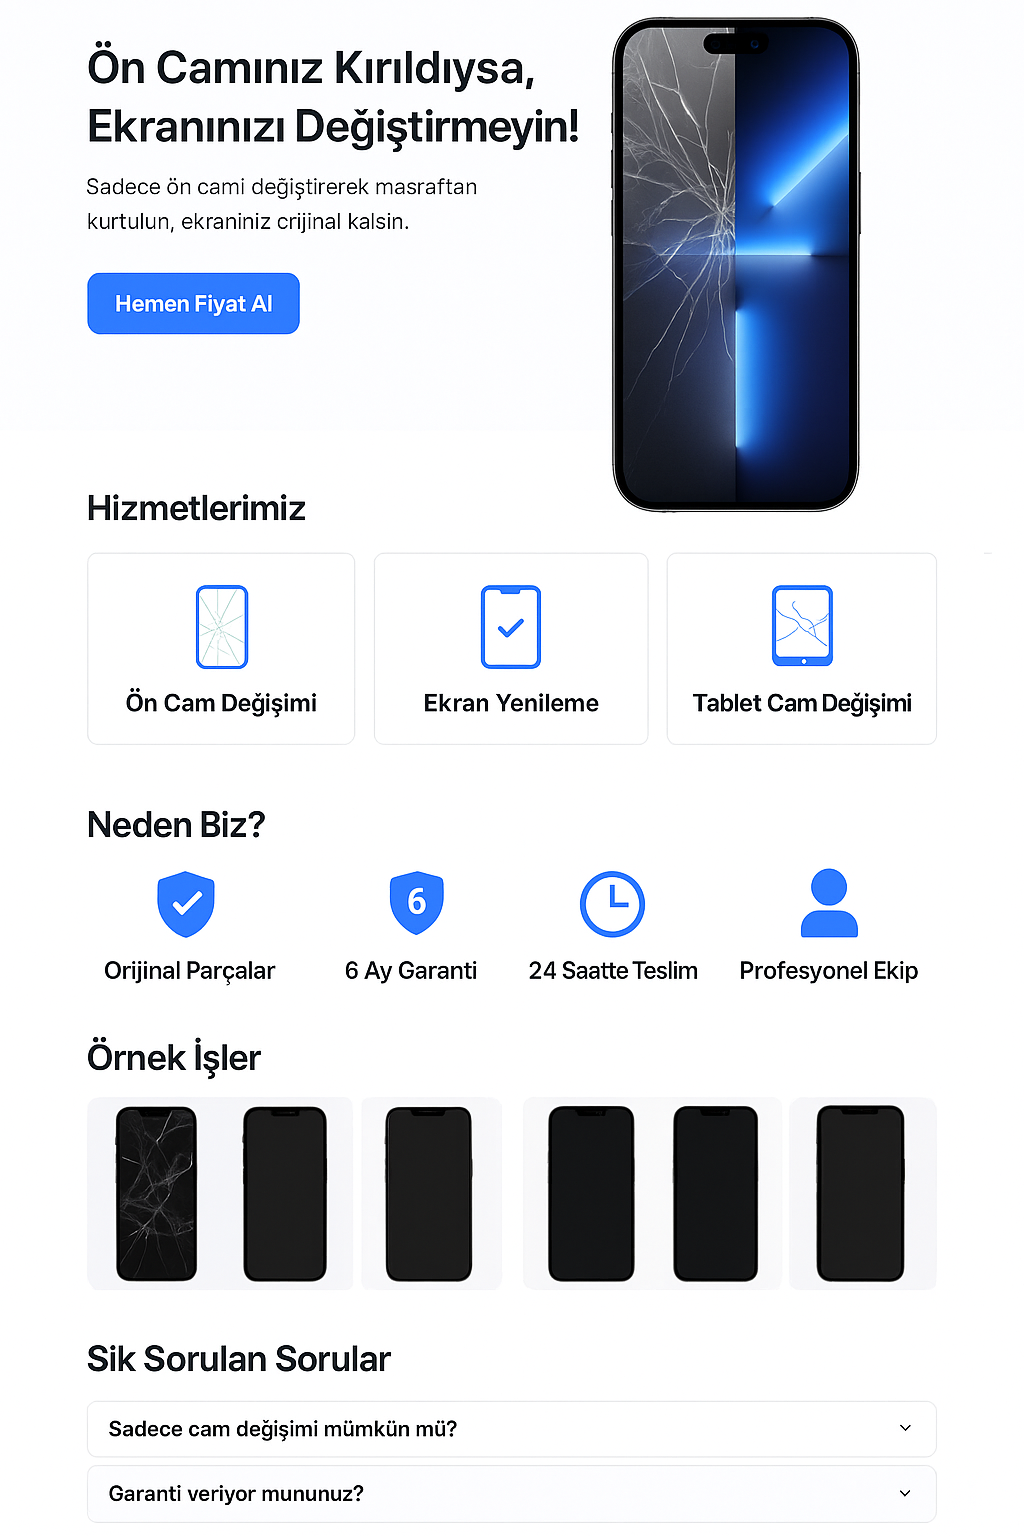 Ön Camınız Kırıldıysa,
Ekranınızı Değiştirmeyin!
Sadece ön cami değiştirerek masraftan
kurtulun, ekraniniz crijinal kalsin.
Hemen Fiyat Al
Hizmetlerimiz
Ön Cam Değişimi
Ekran Yenileme
Tablet Cam Değişimi
Neden Biz?
6
Orijinal Parçalar
6 Ay Garanti
24 Saatte Teslim
Profesyonel Ekip
Örnek İşler
Sik Sorulan Sorular
Sadece cam değişimi mümkün mü?
Garanti veriyor mununuz?